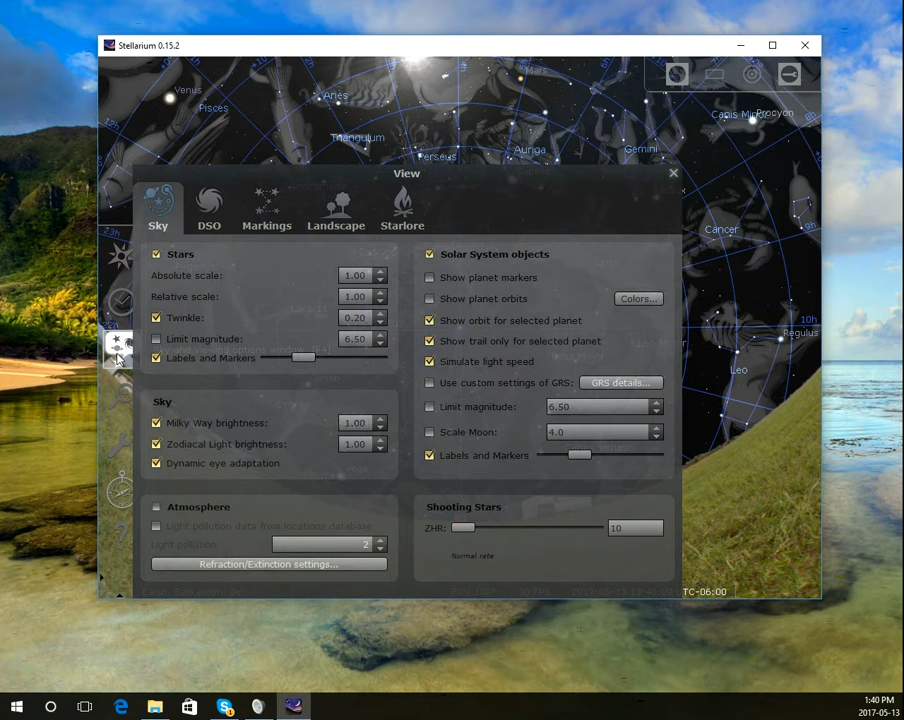 Stellarium 0.15.2
Venus
Pisces
Aries
Mars
Triangulum
Perseus
Auriga
Gemini
Canis Minor
Procyon
Cancer
Leo
Regulus
12h
8h
9h
10h
23h
View
Sky
DSO
Markings
Landscape
Starlore
Stars
Absolute scale: 1.00
Relative scale: 1.00
Twinkle: 0.20
Limit magnitude: 6.50
Labels and Markers
Sky
Milky Way brightness: 1.00
Zodiacal Light brightness: 1.00
Dynamic eye adaptation
Atmosphere
Light pollution data from locations database
Light pollution: 2
Refraction/Extinction settings...
Solar System objects
Show planet markers
Show planet orbits Colors...
Show orbit for selected planet
Show trail only for selected planet
Simulate light speed
Use custom settings of GRS: GRS details...
Limit magnitude: 6.50
Scale Moon: 4.0
Labels and Markers
Shooting Stars
ZHR: 10
Normal rate
TC-06:00
1:40 PM
2017-05-13